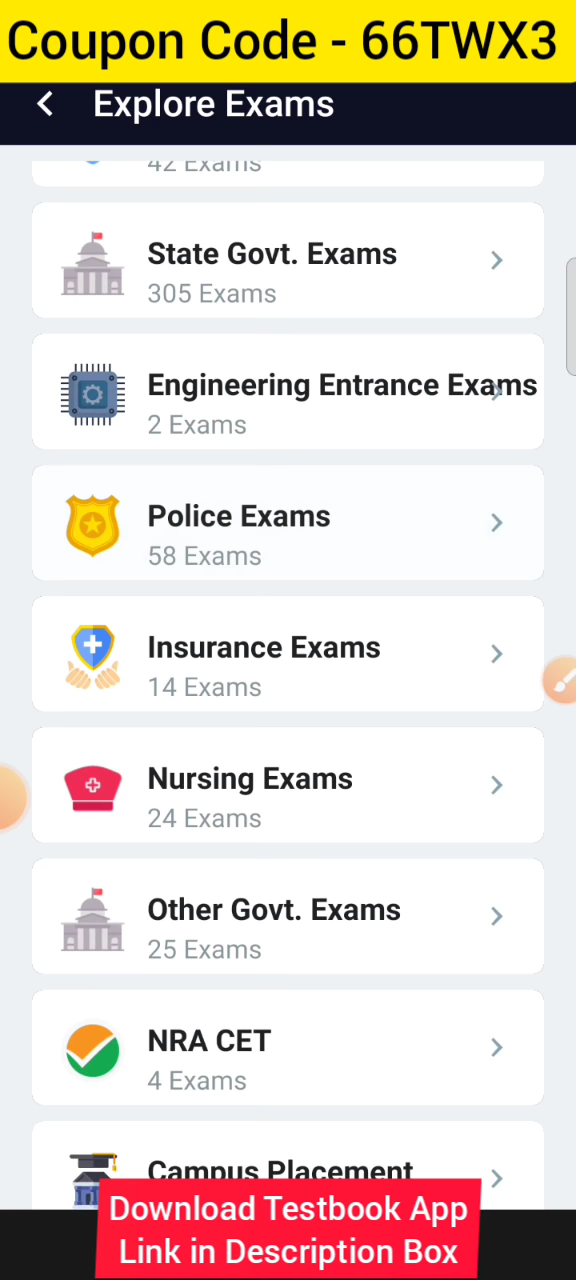 Coupon Code - 66TWX3
Explore Exams
42 Exams
State Govt. Exams
305 Exams
Engineering Entrance Exams
2 Exams
Police Exams
58 Exams
Insurance Exams
14 Exams
Nursing Exams
24 Exams
Other Govt. Exams
25 Exams
NRA CET
4 Exams
Campus Placement
Download Testbook App
Link in Description Box